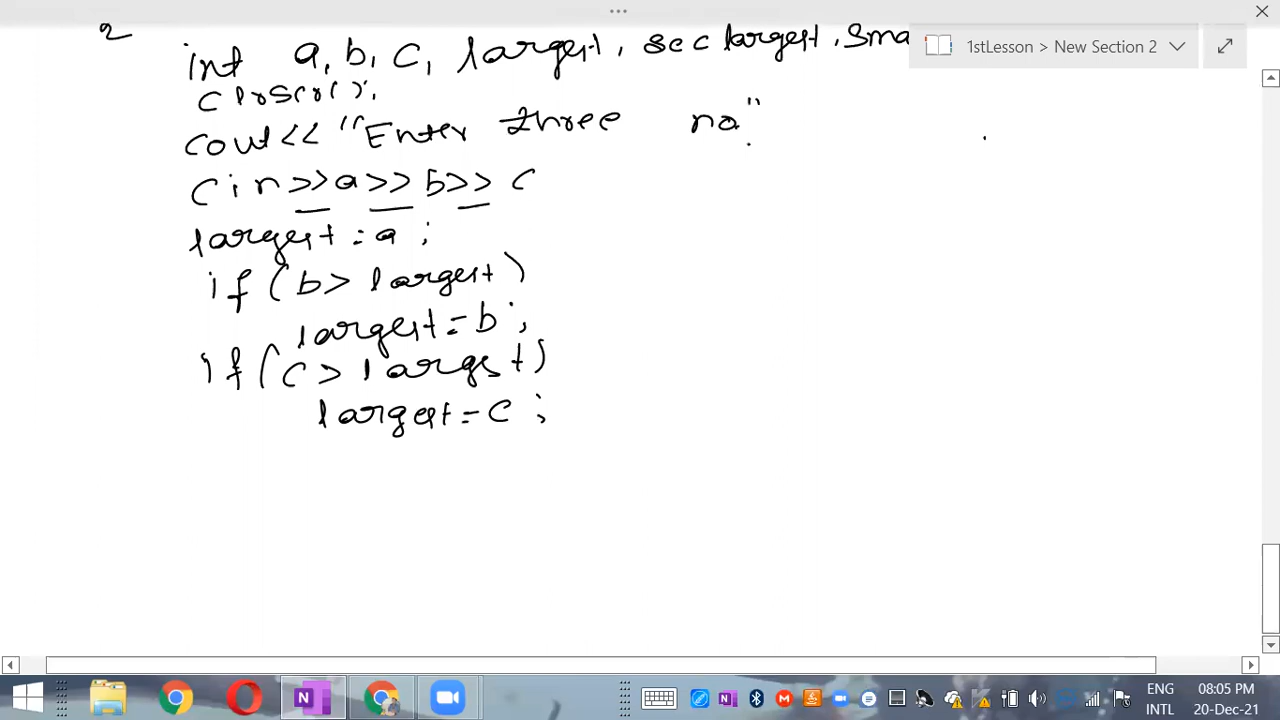 2
int a, b, c, largest, sec largest, sma
1stLesson > New Section 2
clrscr();
cout<< "Enter three no."
cin>>a>>b>>c
largest = a ;
if (b> largest)
largest = b ;
if (c > largst)
largest = c ;
ENG
INTL
08:05 PM
20-Dec-21